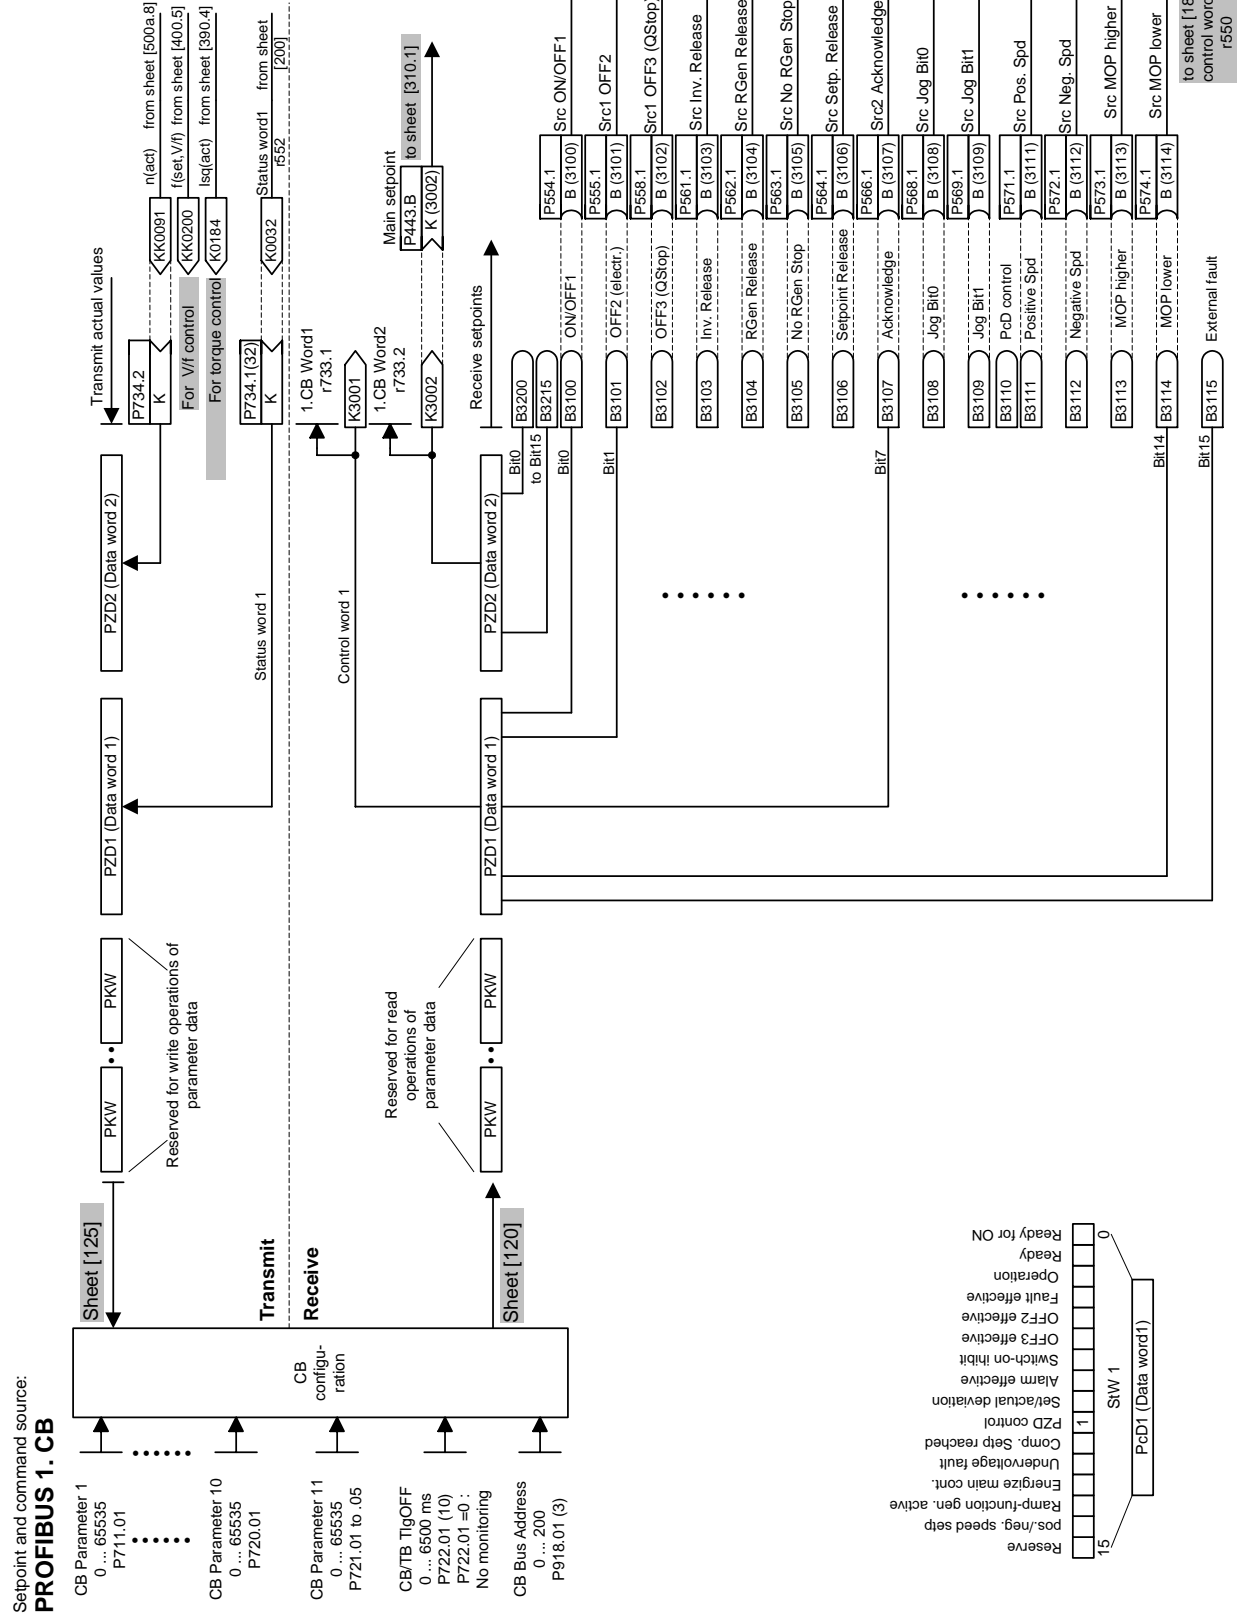 Setpoint and command source:
PROFIBUS 1. CB
CB Parameter 1
0 ... 65535
P711.01
CB Parameter 10
0 ... 65535
P720.01
CB Parameter 11
0 ... 65535
P721.01 to .05
CB/TB TlgOFF
0 ... 6500 ms
P722.01 (10)
P722.01 =0 :
No monitoring
CB Bus Address
0 ... 200
P918.01 (3)
CB
configu-
ration
Sheet [125]
Transmit
Receive
Sheet [120]
PKW
PKW
Reserved for write operations of
parameter data
PZD1 (Data word 1)
PZD2 (Data word 2)
Status word 1
Transmit actual values
P734.2
K
KK0091
n(act)
from sheet [500a.8]
For V/f control
KK0200
f(set,V/f)
from sheet [400.5]
For torque control
K0184
Isq(act)
from sheet [390.4]
P734.1(32)
K
K0032
Status word1
r552
from sheet
[200]
1.CB Word1
r733.1
K3001
Control word 1
1.CB Word2
r733.2
K3002
Main setpoint
P443.B
K (3002)
to sheet [310.1]
Receive setpoints
PKW
PKW
Reserved for read
operations of
parameter data
PZD1 (Data word 1)
PZD2 (Data word 2)
Bit0
B3200
to Bit15
B3215
Bit0
B3100
ON/OFF1
P554.1
B (3100)
Src ON/OFF1
Bit1
B3101
OFF2 (electr.)
P555.1
B (3101)
Src1 OFF2
B3102
OFF3 (QStop)
P558.1
B (3102)
Src1 OFF3 (QStop)
B3103
Inv. Release
P561.1
B (3103)
Src Inv. Release
B3104
RGen Release
P562.1
B (3104)
Src RGen Release
B3105
No RGen Stop
P563.1
B (3105)
Src No RGen Stop
B3106
Setpoint Release
P564.1
B (3106)
Src Setp. Release
Bit7
B3107
Acknowledge
P566.1
B (3107)
Src2 Acknowledge
B3108
Jog Bit0
P568.1
B (3108)
Src Jog Bit0
B3109
Jog Bit1
P569.1
B (3109)
Src Jog Bit1
B3110
PcD control
B3111
Positive Spd
P571.1
B (3111)
Src Pos. Spd
B3112
Negative Spd
P572.1
B (3112)
Src Neg. Spd
B3113
MOP higher
P573.1
B (3113)
Src MOP higher
Bit14
B3114
MOP lower
P574.1
B (3114)
Src MOP lower
Bit15
B3115
External fault
to sheet [18
control word
r550
Reserve
pos./neg. speed setp
Ramp-function gen. active
Energize main cont.
Undervoltage fault
Comp. Setp reached
PZD control
Set/actual deviation
Alarm effective
Switch-on ihibit
OFF3 effective
OFF2 effective
Fault effective
Operation
Ready
Ready for ON
1
15
StW 1
0
PcD1 (Data word1)